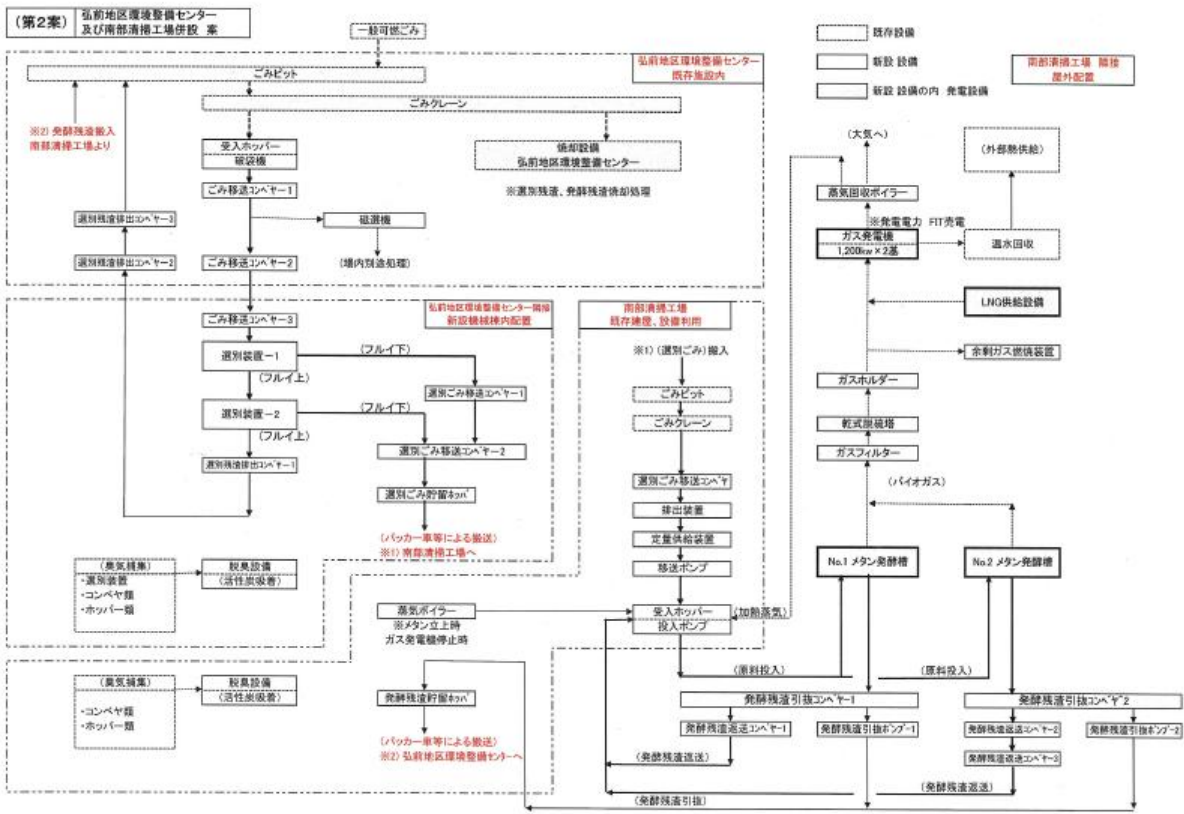 (第2案)
弘前地区環境整備センター
及び南部清掃工場併設 案
一般可燃ごみ
既存設備
新設 設備
新設 設備の内 発電設備
南部清掃工場 隣接
屋外配置
弘前地区環境整備センター
既存施設内
ごみピット
ごみクレーン
※2) 発酵残渣搬入
南部清掃工場より
受入ホッパー
破袋機
焼却設備
弘前地区環境整備センター
※選別残渣、発酵残渣焼却処理
ごみ移送コンベヤー1
選別残渣排出コンベヤー3
磁選機
選別残渣排出コンベヤー2
ごみ移送コンベヤー2
(場内別途処理)
(大気へ)
(外部熱供給)
蒸気回収ボイラー
※発電電力 FIT売電
ガス発電機
1,200kw×2基
温水回収
LNG供給設備
余剰ガス燃焼装置
ガスホルダー
乾式脱硫塔
ガスフィルター
(バイオガス)
弘前地区環境整備センター隣接
新設機械棟内配置
南部清掃工場
既存建屋、設備利用
ごみ移送コンベヤー3
選別装置-1
(フルイ下)
(フルイ上)
選別ごみ移送コンベヤー1
選別装置-2
(フルイ下)
(フルイ上)
選別ごみ移送コンベヤー2
選別残渣排出コンベヤー1
選別ごみ貯留ホッパ
(パッカー車等による搬送)
※1) 南部清掃工場へ
※1) (選別ごみ)搬入
ごみピット
ごみクレーン
選別ごみ移送コンベヤ
排出装置
定量供給装置
移送ポンプ
No.1 メタン発酵槽
No.2 メタン発酵槽
(臭気捕集)
・選別装置
・コンベヤ類
・ホッパー類
脱臭設備
(活性炭吸着)
蒸気ボイラー
※メタン立上時
ガス発電機停止時
受入ホッパー
投入ポンプ
(加熱蒸気)
(原料投入)
(原料投入)
(臭気捕集)
・コンベヤ類
・ホッパー類
脱臭設備
(活性炭吸着)
発酵残渣貯留ホッパ
(パッカー車等による搬送)
※2) 弘前地区環境整備センターへ
発酵残渣引抜コンベヤー1
発酵残渣引抜コンベヤ2
発酵残渣返送コンベヤー1
発酵残渣引抜ポンプ-1
発酵残渣返送コンベヤー2
発酵残渣引抜ポンプ-2
(発酵残渣返送)
発酵残渣返送コンベヤー3
(発酵残渣返送)
(発酵残渣引抜)